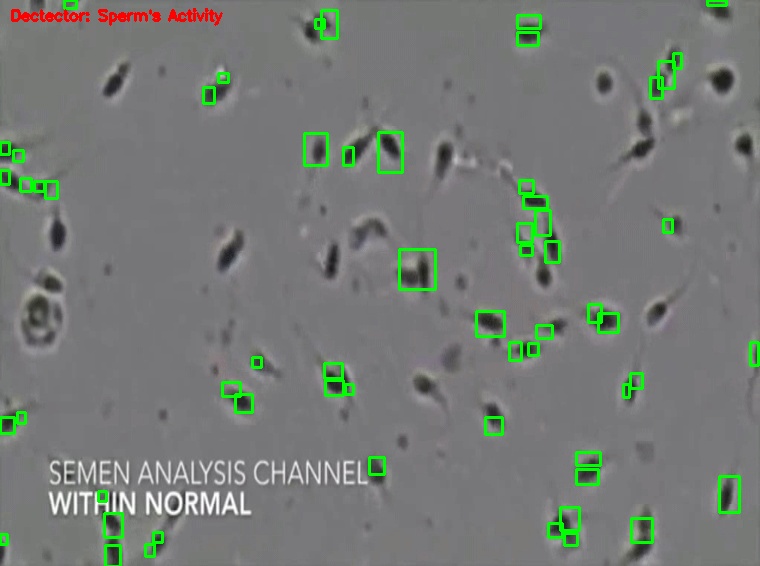 Dectector: Sperm's Activity
SEMEN ANALYSIS CHANNEL
WITHIN NORMAL